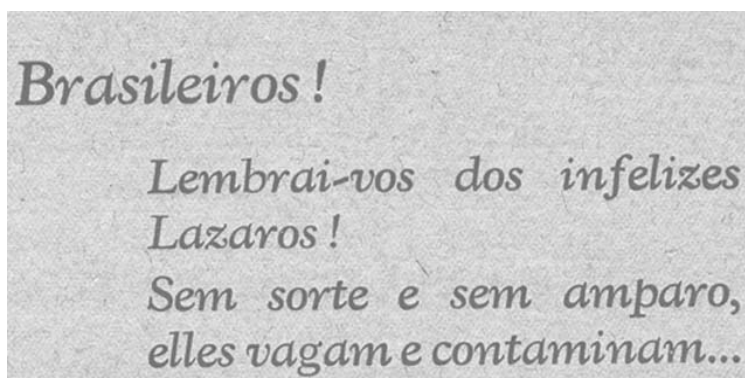 Brasileiros !
Lembrai-vos dos infelizes
Lazaros !
Sem sorte e sem amparo,
elles vagam e contaminam...